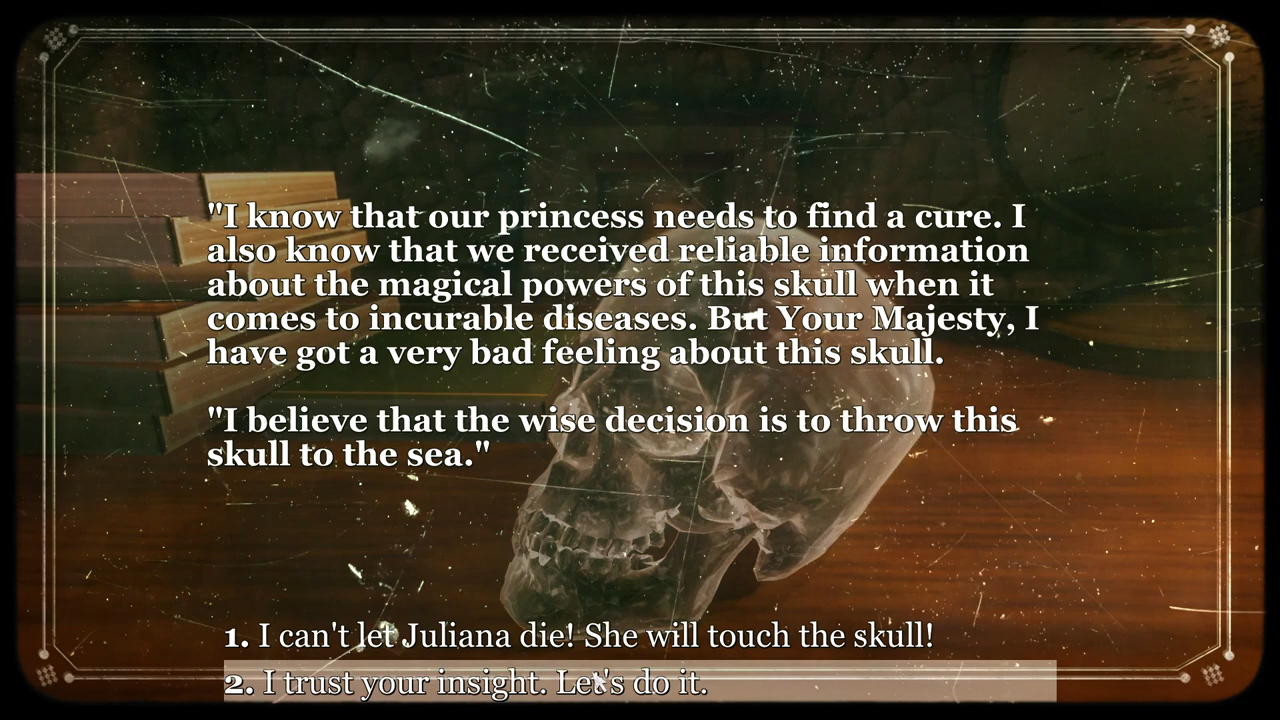 "I know that our princess needs to find a cure. I
also know that we received reliable information
about the magical powers of this skull when it
comes to incurable diseases. But Your Majesty, I
have got a very bad feeling about this skull.
"I believe that the wise decision is to throw this
skull to the sea."
1. I can't let Juliana die! She will touch the skull!
2. I trust your insight. Let's do it.